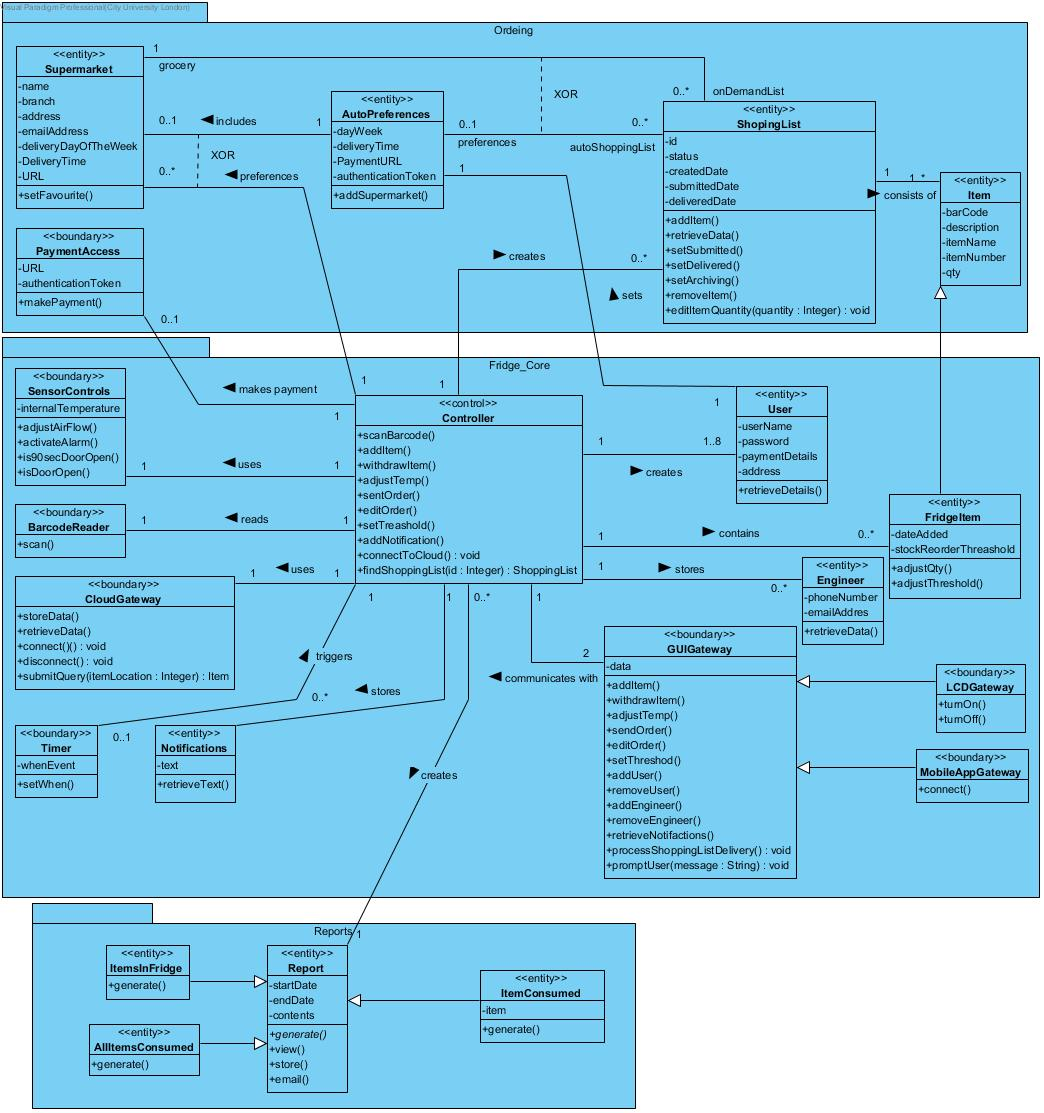 Visual Paradigm Professional(City University London)
Ordeing
<<entity>>
Supermarket
-name
-branch
-address
-emailAddress
-deliveryDayOfTheWeek
-DeliveryTime
-URL
+setFavourite()
1
grocery
0..1
includes
1
XOR
0..*
preferences
<<entity>>
AutoPreferences
-dayWeek
-deliveryTime
-PaymentURL
-authenticationToken
+addSupermarket()
XOR
0..1
preferences
1
0..*
onDemandList
0..*
autoShoppingList
<<entity>>
ShopingList
-id
-status
-createdDate
-submittedDate
-deliveredDate
+addItem()
+retrieveData()
+setSubmitted()
+setDelivered()
+setArchiving()
+removeItem()
+editItemQuantity(quantity : Integer) : void
1
1..*
consists of
<<entity>>
Item
-barCode
-description
-itemName
-itemNumber
-qty
<<boundary>>
PaymentAccess
-URL
-authenticationToken
+makePayment()
0..1
creates
0..*
sets
Fridge_Core
<<boundary>>
SensorControls
-internalTemperature
+adjustAirFlow()
+activateAlarm()
+is90secDoorOpen()
+isDoorOpen()
makes payment
1
1
1
1
uses
1
<<control>>
Controller
+scanBarcode()
+addItem()
+withdrawItem()
+adjustTemp()
+sentOrder()
+editOrder()
+setTreashold()
+addNotification()
+connectToCloud() : void
+findShoppingList(id : Integer) : ShoppingList
1
<<entity>>
User
-userName
-password
-paymentDetails
-address
+retrieveDetails()
1
1..8
creates
<<boundary>>
BarcodeReader
+scan()
1
reads
1
1
contains
0..*
<<entity>>
FridgeItem
-dateAdded
-stockReorderThreashold
+adjustQty()
+adjustThreshold()
1
stores
0..*
<<entity>>
Engineer
-phoneNumber
-emailAddres
+retrieveData()
<<boundary>>
CloudGateway
+storeData()
+retrieveData()
+connect()() : void
+disconnect() : void
+submitQuery(itemLocation : Integer) : Item
1
uses
1
1
1
0..*
1
triggers
0..*
stores
2
communicates with
<<boundary>>
GUIGateway
-data
+addItem()
+withdrawItem()
+adjustTemp()
+sendOrder()
+editOrder()
+setThreshod()
+addUser()
+removeUser()
+addEngineer()
+removeEngineer()
+retrieveNotifactions()
+processShoppingListDelivery() : void
+promptUser(message : String) : void
<<boundary>>
LCDGateway
+turnOn()
+turnOff()
<<boundary>>
MobileAppGateway
+connect()
<<boundary>>
Timer
-whenEvent
+setWhen()
0..1
<<entity>>
Notifications
-text
+retrieveText()
creates
Reports
1
<<entity>>
ItemsInFridge
+generate()
<<entity>>
Report
-startDate
-endDate
-contents
+generate()
+view()
+store()
+email()
<<entity>>
ItemConsumed
-item
+generate()
<<entity>>
AllItemsConsumed
+generate()